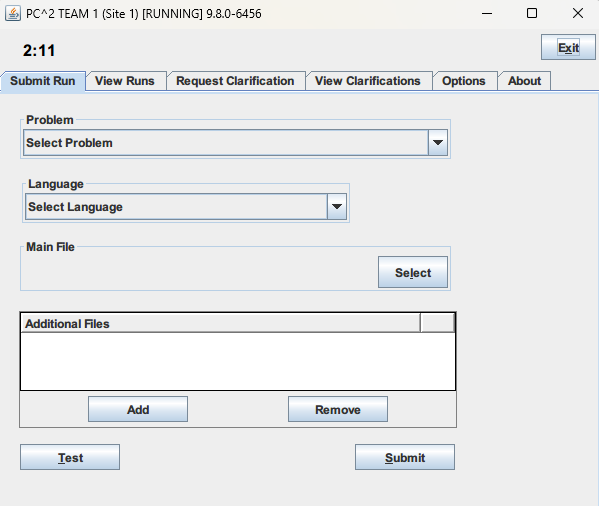 PC^2 TEAM 1 (Site 1) [RUNNING] 9.8.0-6456
2:11
Exit
Submit Run View Runs Request Clarification View Clarifications Options About
Problem
Select Problem
Language
Select Language
Main File
Select
Additional Files
Add Remove
Test Submit